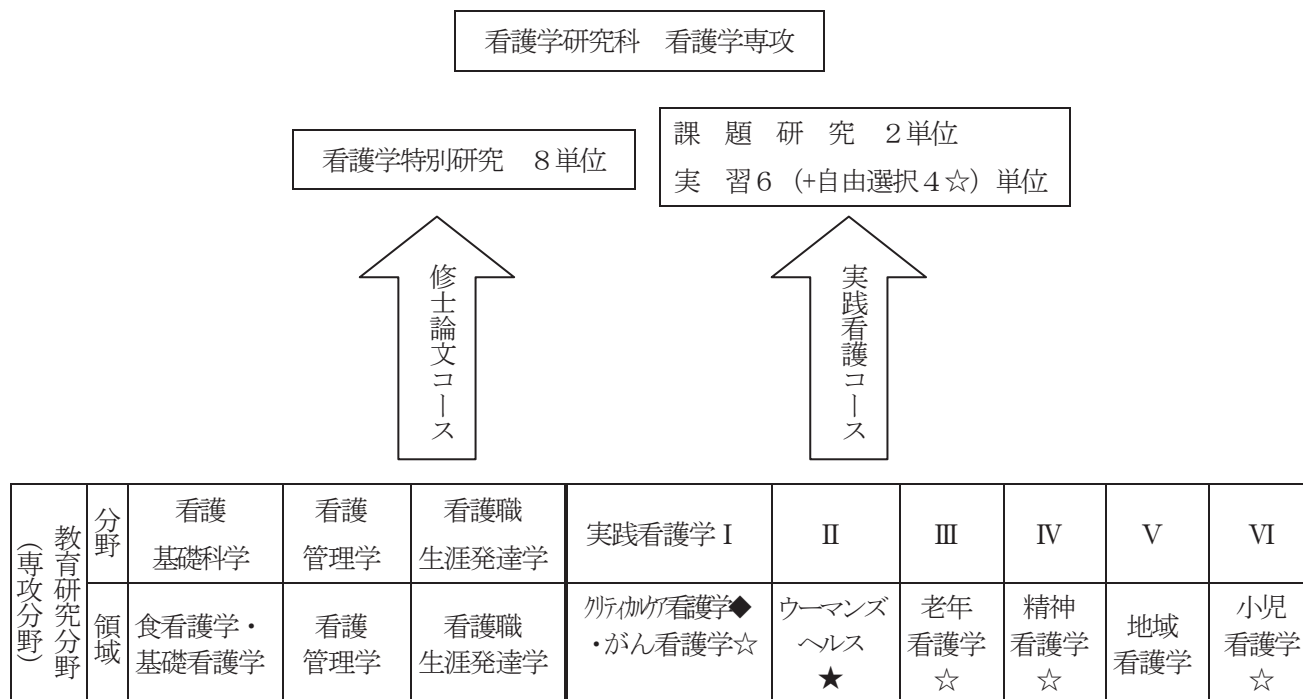 看護学研究科　看護学専攻
看護学特別研究　８単位
課　題　研　究　２単位
実　習６（+自由選択４☆）単位
修士論文コース
実践看護コース
教育研究分野
（専攻分野）
分野
看護
基礎科学
看護
管理学
看護職
生涯発達学
実践看護学Ⅰ
Ⅱ
Ⅲ
Ⅳ
Ⅴ
Ⅵ
領域
食看護学・
基礎看護学
看護
管理学
看護職
生涯発達学
ｸﾘﾃｨｶﾙｹｱ看護学◆
・がん看護学☆
ウーマンズ
ヘルス
★
老年
看護学
☆
精神
看護学
☆
地域
看護学
小児
看護学
☆